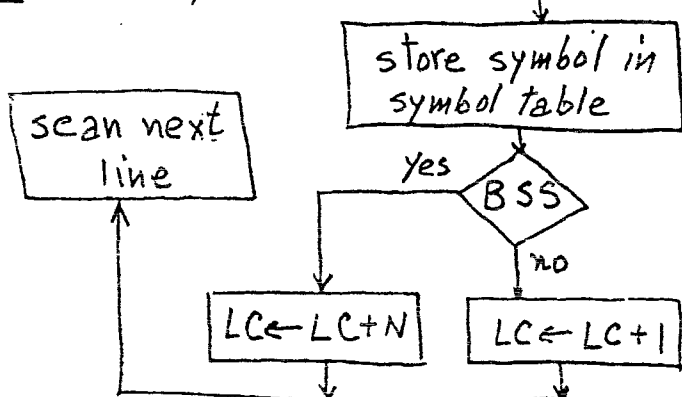 store symbol in
symbol table
scan next
line
yes
BSS
no
LC←LC+N
LC←LC+1